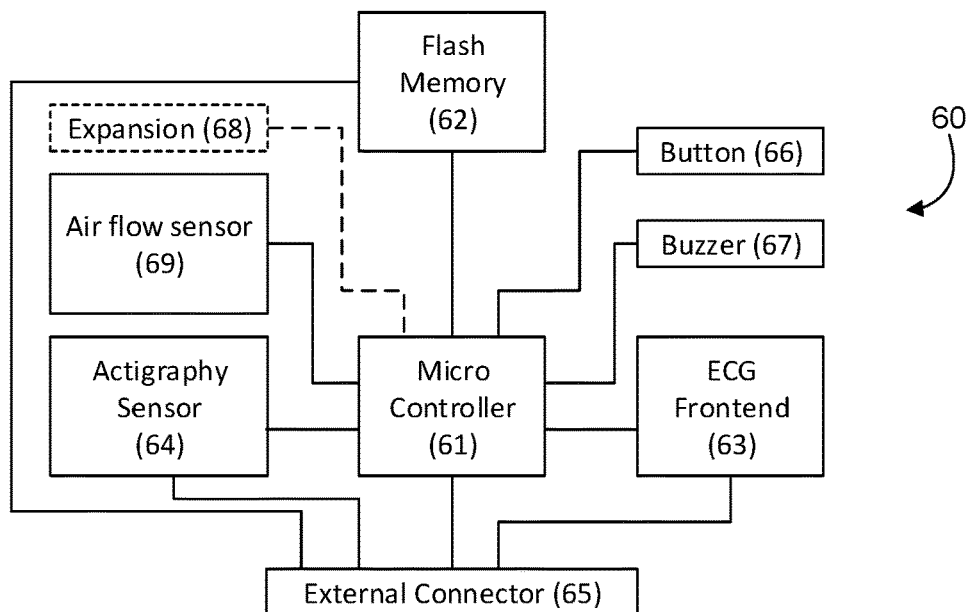 Flash
Memory
(62)
60
Expansion (68)
Button (66)
Air flow sensor
(69)
Buzzer (67)
Actigraphy
Sensor
(64)
Micro
Controller
(61)
ECG
Frontend
(63)
External Connector (65)